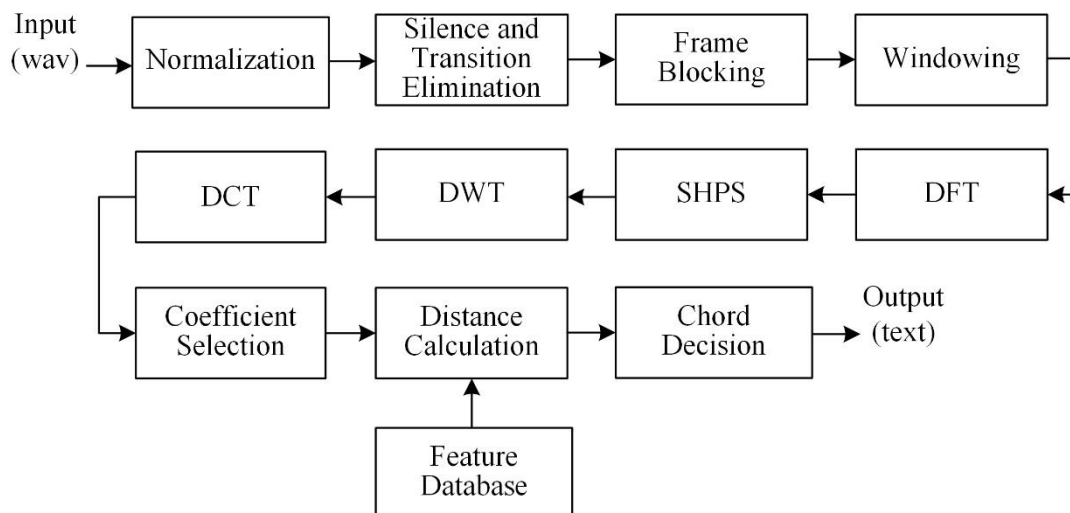 Input
(wav)
Normalization
Silence and
Transition
Elimination
Frame
Blocking
Windowing
DCT
DWT
SHPS
DFT
Coefficient
Selection
Distance
Calculation
Chord
Decision
Output
(text)
Feature
Database